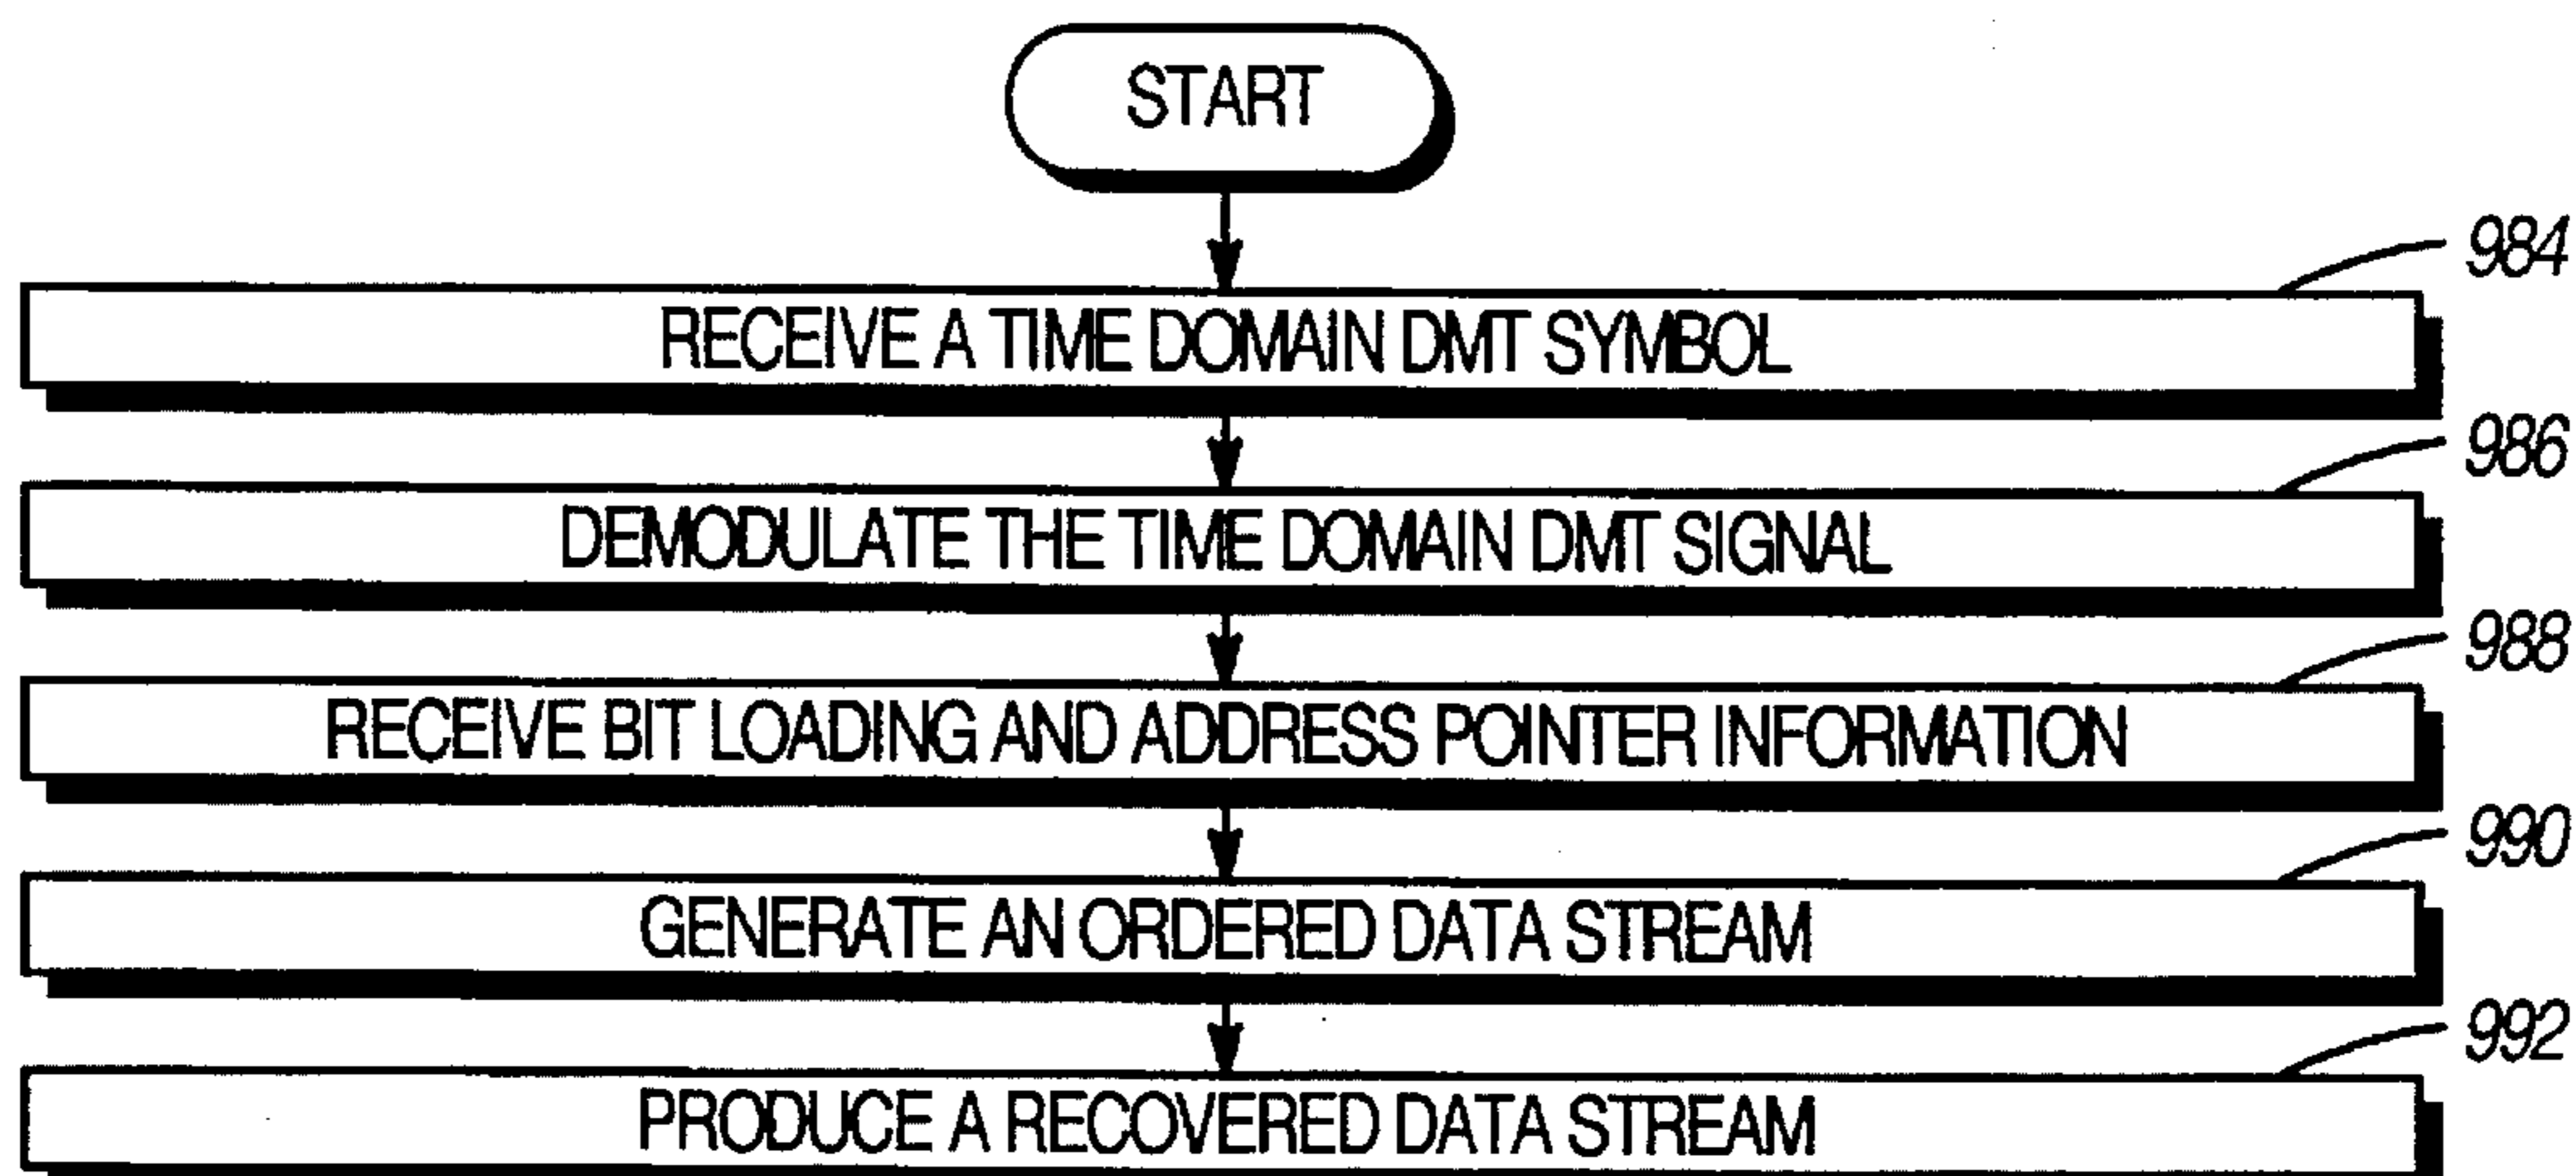 START
984
RECEIVE A TIME DOMAIN DMT SYMBOL
986
DEMODULATE THE TIME DOMAIN DMT SIGNAL
988
RECEIVE BIT LOADING AND ADDRESS POINTER INFORMATION
990
GENERATE AN ORDERED DATA STREAM
992
PRODUCE A RECOVERED DATA STREAM